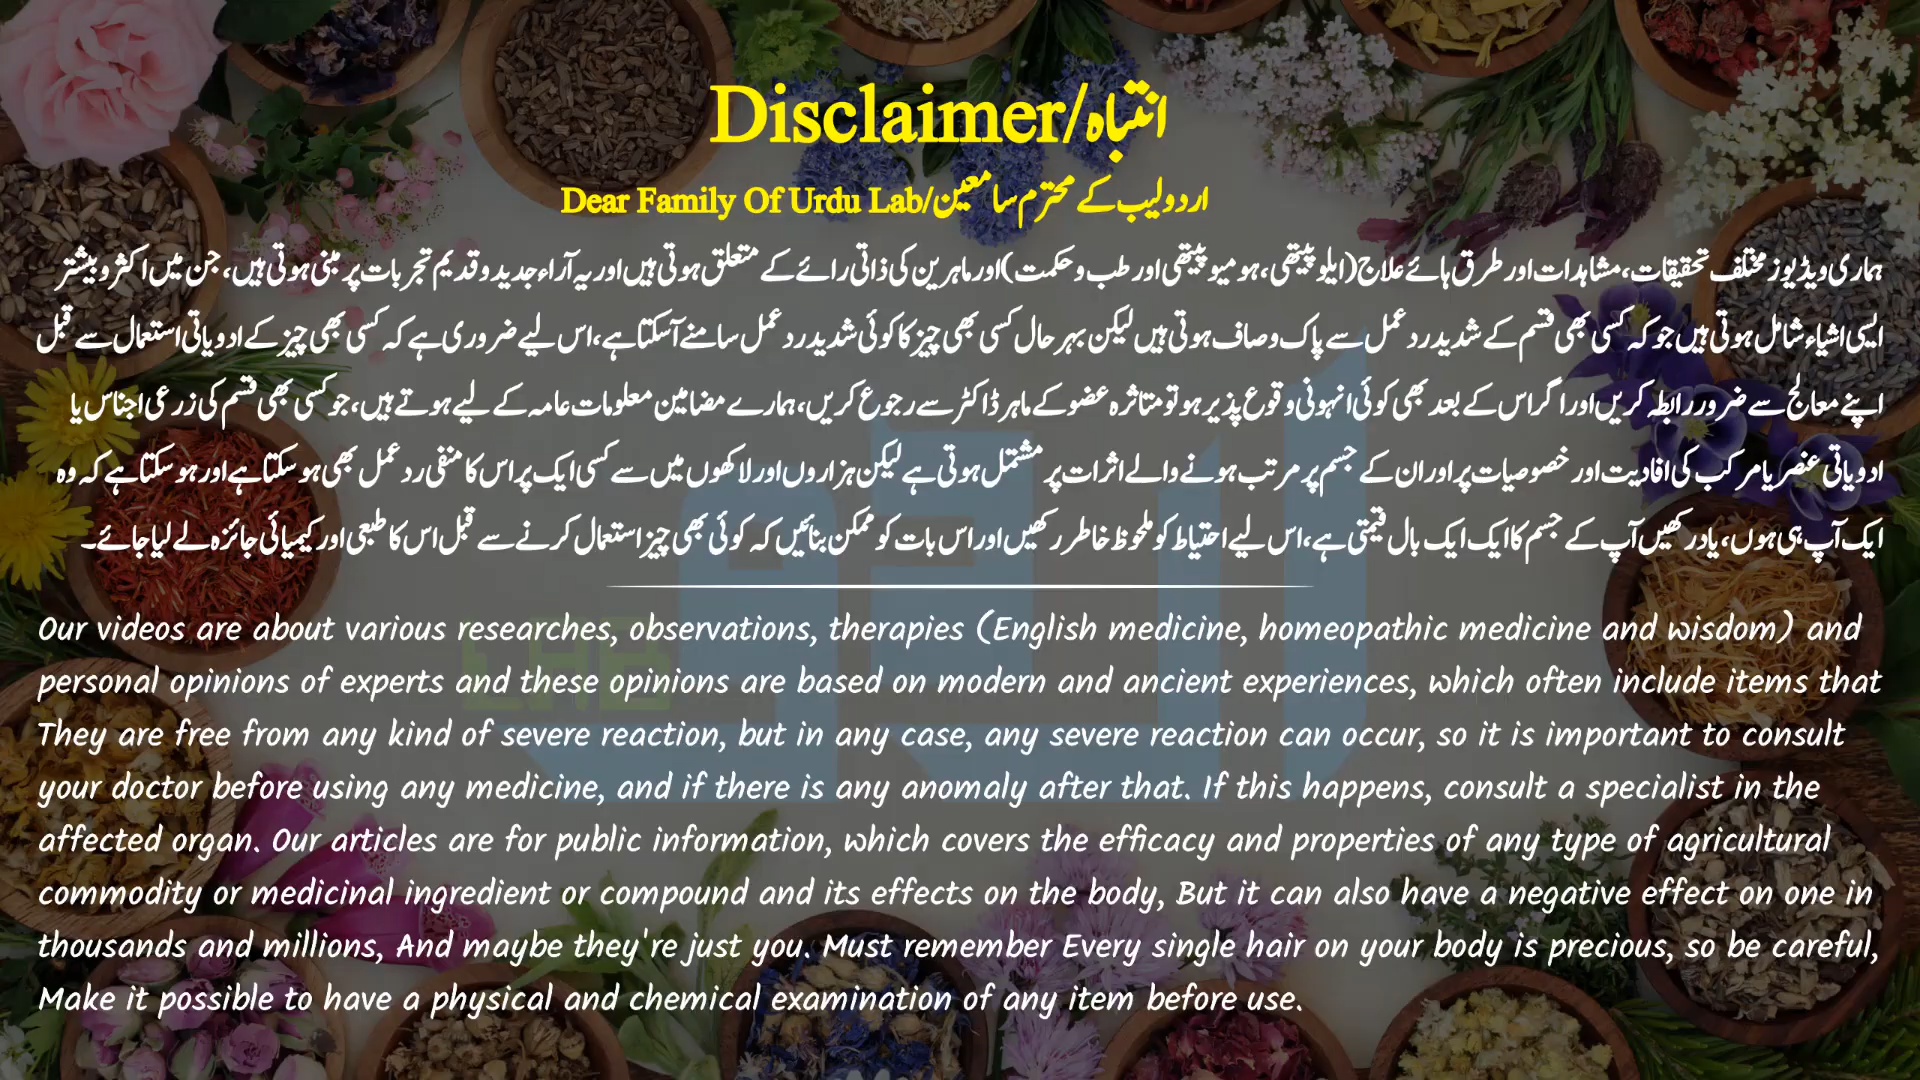 Disclaimer/انتباہ
Dear Family Of Urdu Lab/اردولیب کے محترم سامعین
ہماری ویڈیوز مختلف تحقیقات، مشاہدات اور طرق ہائے علاج(ایلوپیتھی، ہومیوپیتھی اور طب و حکمت)اور ماہرین کی ذاتی رائے کے متعلق ہوتی ہیں اور یہ آراء جدید و قدیم تجربات پر مبنی ہوتی ہیں، جن میں اکثر و بیشتر
ایسی اشیاء شامل ہوتی ہیں جو کہ کسی بھی قسم کے شدید رد عمل سے پاک و صاف ہوتی ہیں لیکن بہر حال کسی بھی چیز کا کوئی شدید رد عمل سامنے آسکتا ہے، اس لیے ضروری ہے کہ کسی بھی چیز کے ادویاتی استعمال سے قبل
اپنے معالج سے ضرور رابطہ کریں اور اگر اس کے بعد بھی کوئی انہونی وقوع پذیر ہو تو متاثرہ عضو کے ماہر ڈاکٹر سے رجوع کریں، ہمارے مضامین معلومات عامہ کے لیے ہوتے ہیں، جو کسی بھی قسم کی زرعی اجناس یا
ادویاتی عنصر یا مرکب کی افادیت اور خصوصیات پر اور ان کے جسم پر مرتب ہونے والے اثرات پر مشتمل ہوتی ہے لیکن ہزاروں اور لاکھوں میں سے کسی ایک پر اس کا منفی رد عمل بھی ہو سکتا ہے اور ہو سکتا ہے کہ وہ
ایک آپ ہی ہوں، یاد رکھیں آپ کے جسم کا ایک ایک بال قیمتی ہے، اس لیے احتیاط کو ملحوظ خاطر رکھیں اور اس بات کو ممکن بنائیں کہ کوئی بھی چیز استعمال کرنے سے قبل اس کا طبعی اور کیمیائی جائزہ لے لیا جائے۔
Our videos are about various researches, observations, therapies (English medicine, homeopathic medicine and wisdom) and
personal opinions of experts and these opinions are based on modern and ancient experiences, which often include items that
They are free from any kind of severe reaction, but in any case, any severe reaction can occur, so it is important to consult
your doctor before using any medicine, and if there is any anomaly after that. If this happens, consult a specialist in the
affected organ. Our articles are for public information, which covers the efficacy and properties of any type of agricultural
commodity or medicinal ingredient or compound and its effects on the body, But it can also have a negative effect on one in
thousands and millions, And maybe they're just you. Must remember Every single hair on your body is precious, so be careful,
Make it possible to have a physical and chemical examination of any item before use.
اردو
LAB